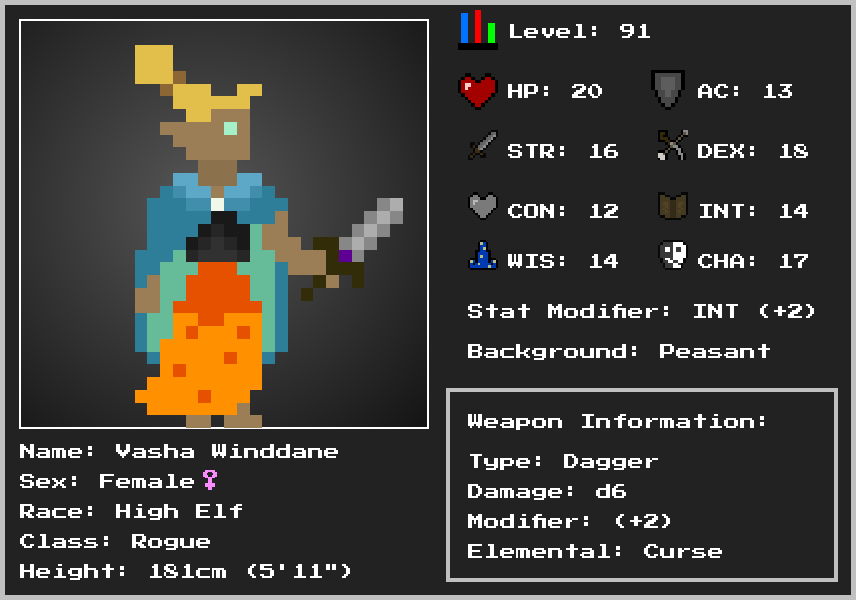 Level: 91
HP: 20
AC: 13
STR: 16
DEX: 18
CON: 12
INT: 14
WIS: 14
CHA: 17
Stat Modifier: INT (+2)
Background: Peasant
Name: Vasha Winddane
Sex: Female♀
Race: High Elf
Class: Rogue
Height: 181cm (5'11")
Weapon Information:
Type: Dagger
Damage: d6
Modifier: (+2)
Elemental: Curse